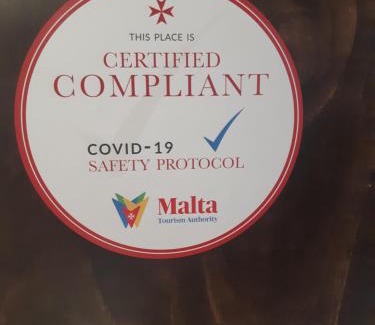 THIS PLACE IS
CERTIFIED
COMPLIANT
COVID-19
SAFETY PROTOCOL
Malta
Tourism Authority